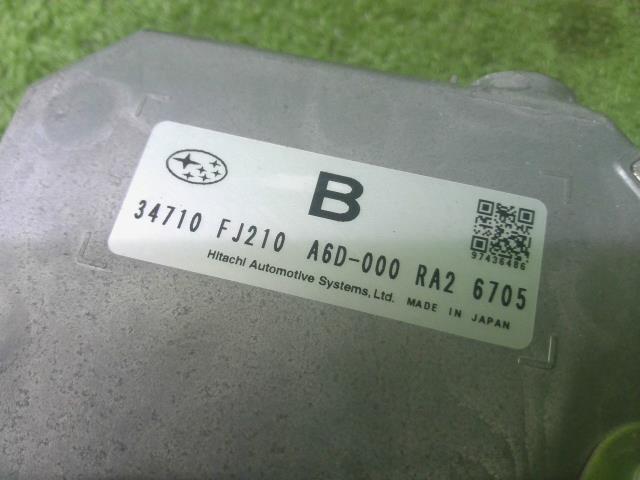 B
34710 FJ210 A6D-000 RA2 6705
97436486
Hitachi Automotive Systems, Ltd. MADE IN JAPAN